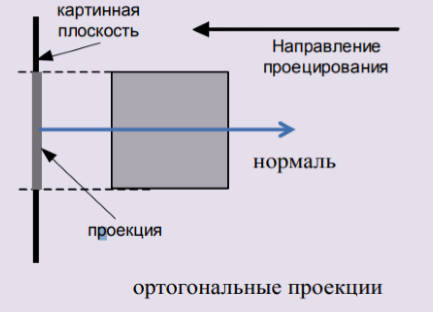 картинная
плоскость
Направление
проецирования
нормаль
проекция
ортогональные проекции